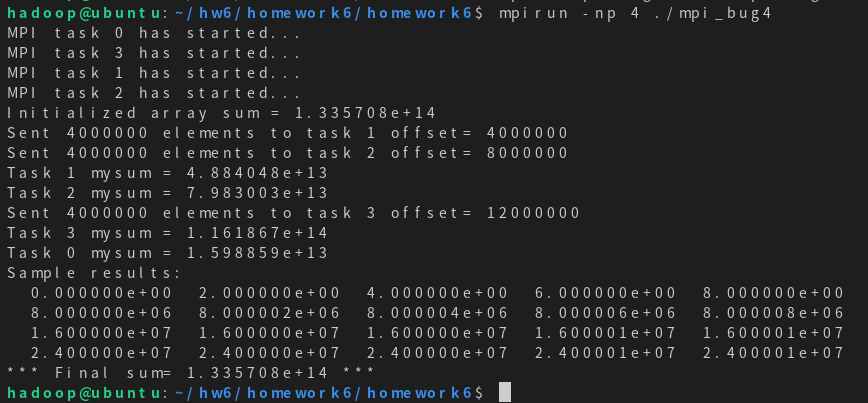 hadoop@ubuntu:~/hw6/homework6/homework6$ mpirun -np 4 ./mpi_bug4
MPI task 0 has started...
MPI task 3 has started...
MPI task 1 has started...
MPI task 2 has started...
Initialized array sum = 1.335708e+14
Sent 4000000 elements to task 1 offset= 4000000
Sent 4000000 elements to task 2 offset= 8000000
Task 1 mysum = 4.884048e+13
Task 2 mysum = 7.983003e+13
Sent 4000000 elements to task 3 offset= 12000000
Task 3 mysum = 1.161867e+14
Task 0 mysum = 1.598859e+13
Sample results:
0.000000e+00 2.000000e+00 4.000000e+00 6.000000e+00 8.000000e+00
8.000000e+06 8.000002e+06 8.000004e+06 8.000006e+06 8.000008e+06
1.600000e+07 1.600000e+07 1.600000e+07 1.600001e+07 1.600001e+07
2.400000e+07 2.400000e+07 2.400000e+07 2.400001e+07 2.400001e+07
*** Final sum= 1.335708e+14 ***
hadoop@ubuntu:~/hw6/homework6/homework6$